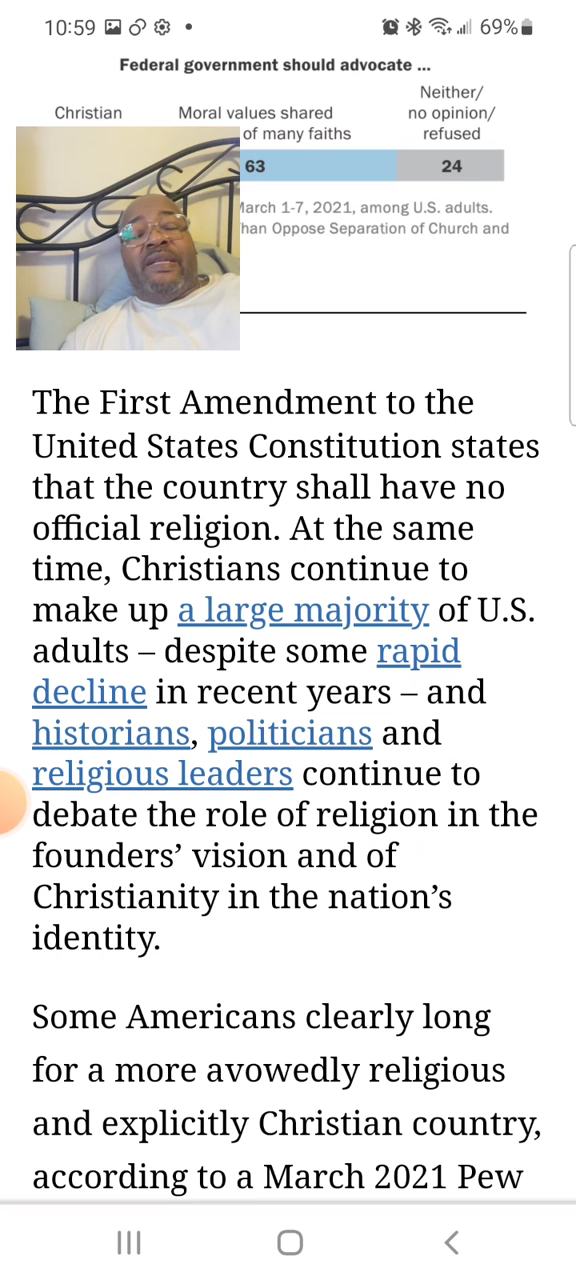 10:59 69%
Federal government should advocate ...
Christian
Moral values shared
of many faiths
Neither/
no opinion/
refused
63 24
March 1-7, 2021, among U.S. adults.
han Oppose Separation of Church and
The First Amendment to the
United States Constitution states
that the country shall have no
official religion. At the same
time, Christians continue to
make up a large majority of U.S.
adults – despite some rapid
decline in recent years – and
historians, politicians and
religious leaders continue to
debate the role of religion in the
founders’ vision and of
Christianity in the nation’s
identity.
Some Americans clearly long
for a more avowedly religious
and explicitly Christian country,
according to a March 2021 Pew